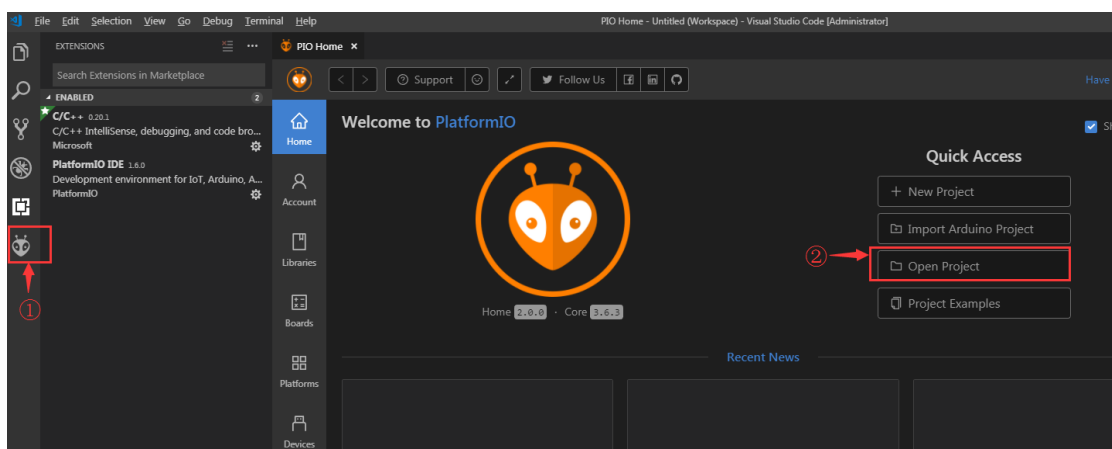 File Edit Selection View Go Debug Terminal Help
PIO Home - Untitled (Workspace) - Visual Studio Code [Administrator]
EXTENSIONS
PIO Home ×
Search Extensions in Marketplace
Support
Follow Us
Have
ENABLED
2
C/C++ 0.20.1
C/C++ IntelliSense, debugging, and code bro...
Microsoft
PlatformIO IDE 1.6.0
Development environment for IoT, Arduino, A...
PlatformIO
①
Home
Account
Libraries
Boards
Platforms
Devices
Welcome to PlatformIO
Home 2.0.0 · Core 3.6.3
Quick Access
+ New Project
Import Arduino Project
②
Open Project
Project Examples
Recent News